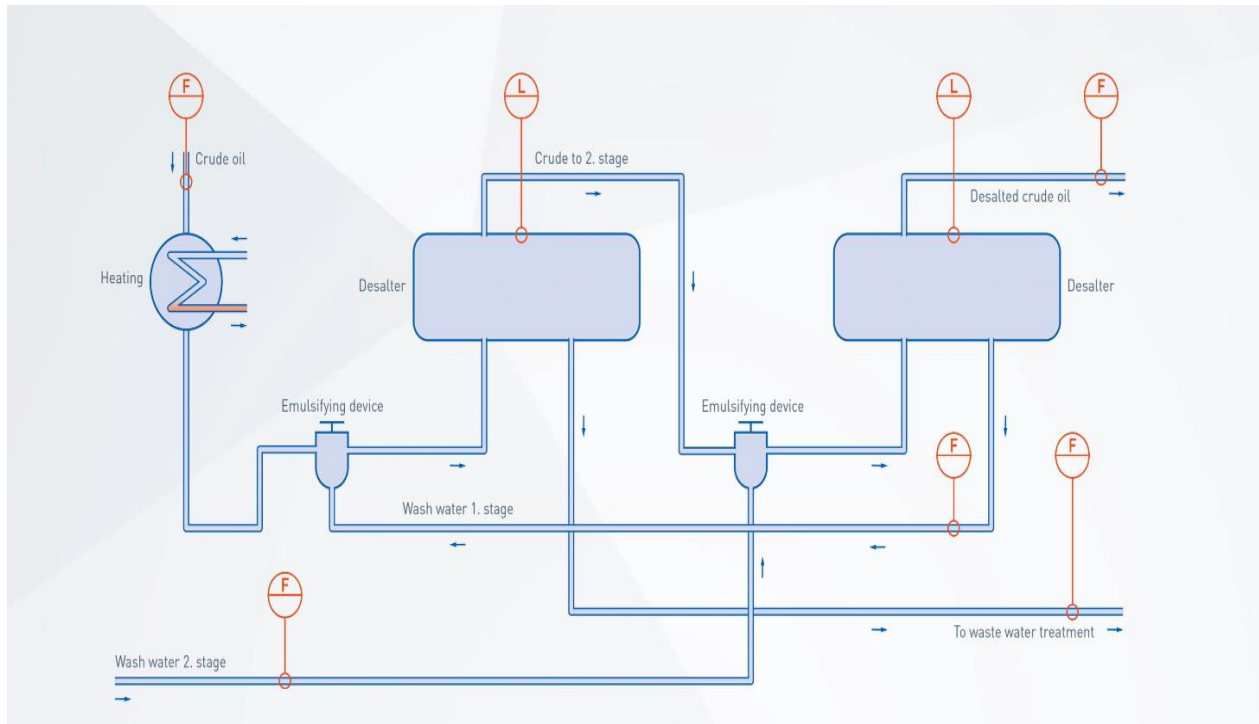 F
L
L
F
Crude oil
Crude to 2. stage
Desalted crude oil
Heating
Desalter
Desalter
Emulsifying device
Emulsifying device
F
F
Wash water 1. stage
F
To waste water treatment
Wash water 2. stage